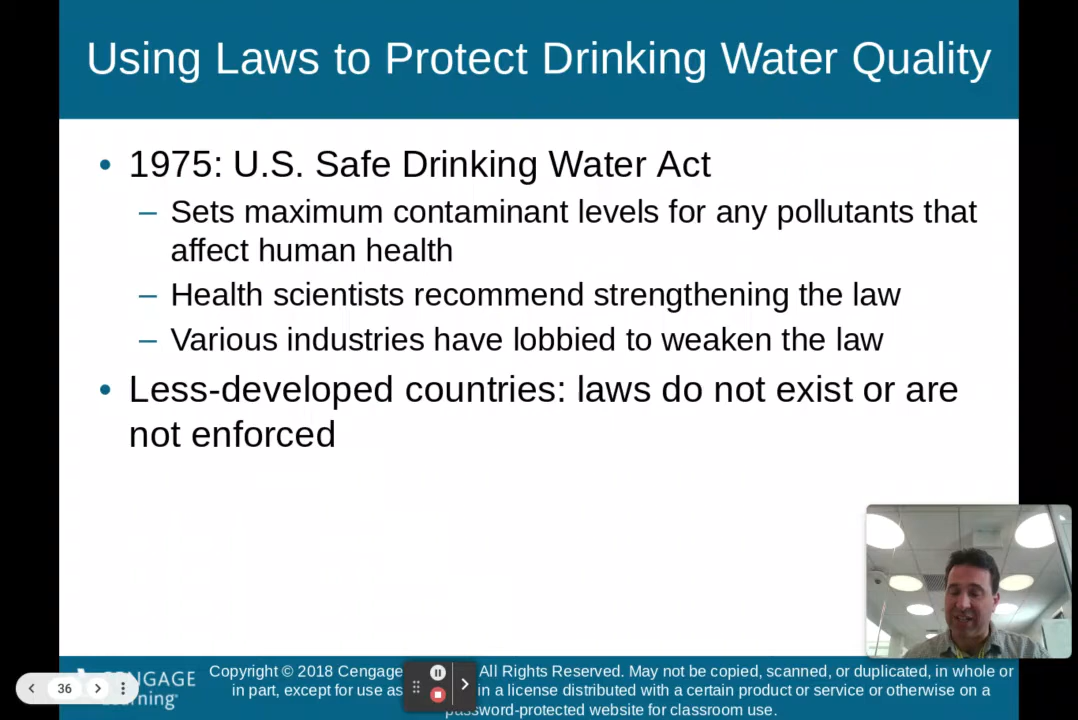 Using Laws to Protect Drinking Water Quality
• 1975: U.S. Safe Drinking Water Act
– Sets maximum contaminant levels for any pollutants that
affect human health
– Health scientists recommend strengthening the law
– Various industries have lobbied to weaken the law
• Less-developed countries: laws do not exist or are
not enforced
Copyright © 2018 Cengage All Rights Reserved. May not be copied, scanned, or duplicated, in whole or
in part, except for use as in a license distributed with a certain product or service or otherwise on a
password-protected website for classroom use.
36